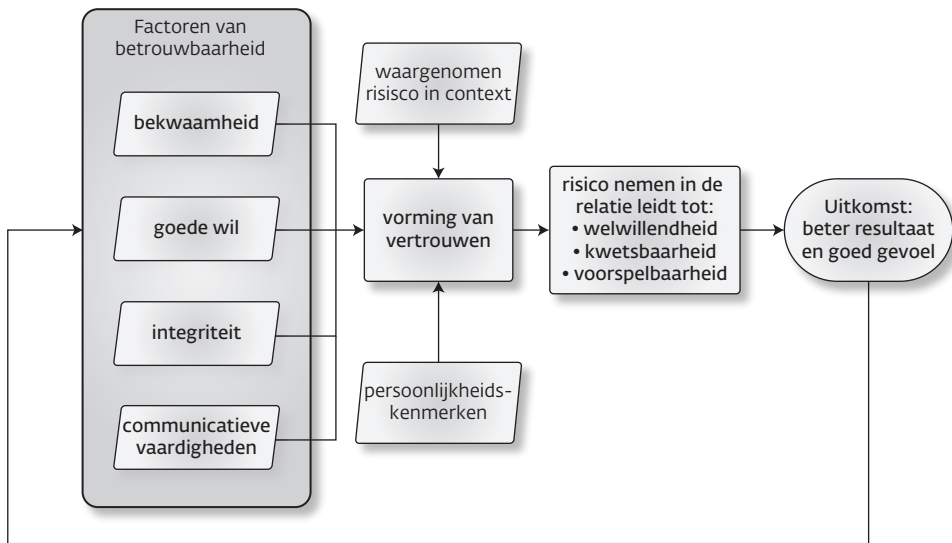 Factoren van
betrouwbaarheid
bekwaamheid
goede wil
integriteit
communicatieve
vaardigheden
waargenomen
risisco in context
vorming van
vertrouwen
persoonlijkheids-
kenmerken
risico nemen in de
relatie leidt tot:
• welwillendheid
• kwetsbaarheid
• voorspelbaarheid
Uitkomst:
beter resultaat
en goed gevoel